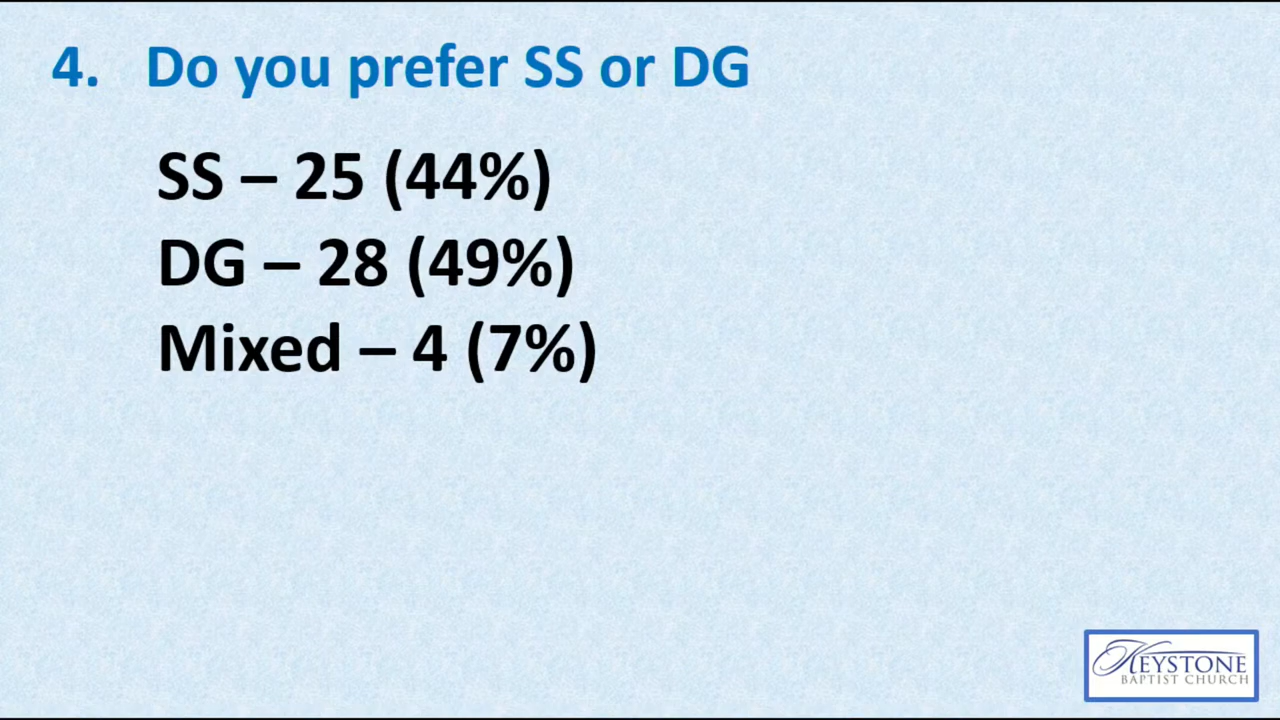 4. Do you prefer SS or DG
SS – 25 (44%)
DG – 28 (49%)
Mixed – 4 (7%)
KEYSTONE
BAPTIST CHURCH